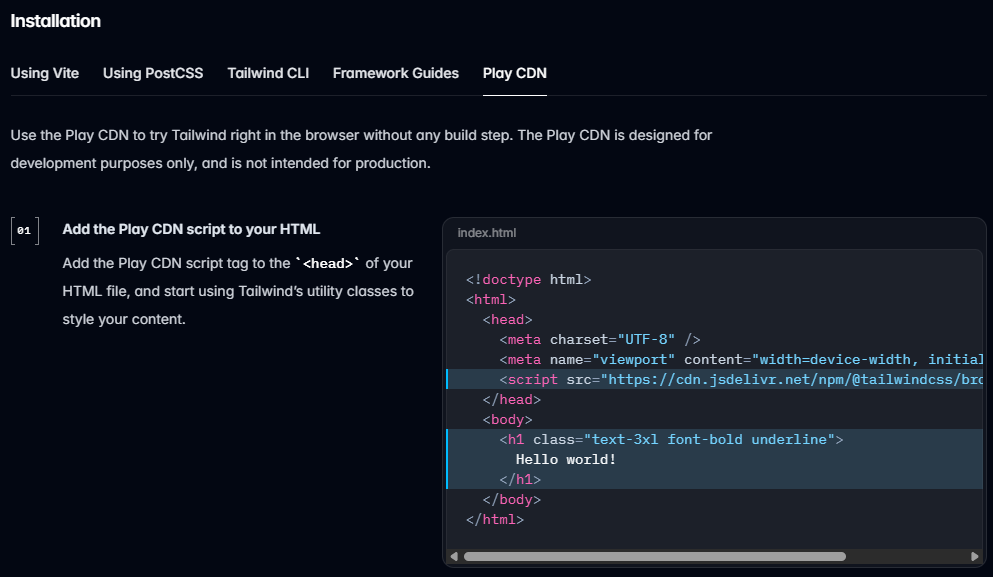 Installation
Using Vite Using PostCSS Tailwind CLI Framework Guides Play CDN
Use the Play CDN to try Tailwind right in the browser without any build step. The Play CDN is designed for
development purposes only, and is not intended for production.
01
Add the Play CDN script to your HTML
Add the Play CDN script tag to the `<head>` of your
HTML file, and start using Tailwind’s utility classes to
style your content.
index.html
<!doctype html>
<html>
  <head>
    <meta charset="UTF-8" />
    <meta name="viewport" content="width=device-width, initial
    <script src="https://cdn.jsdelivr.net/npm/@tailwindcss/bro
  </head>
  <body>
    <h1 class="text-3xl font-bold underline">
      Hello world!
    </h1>
  </body>
</html>